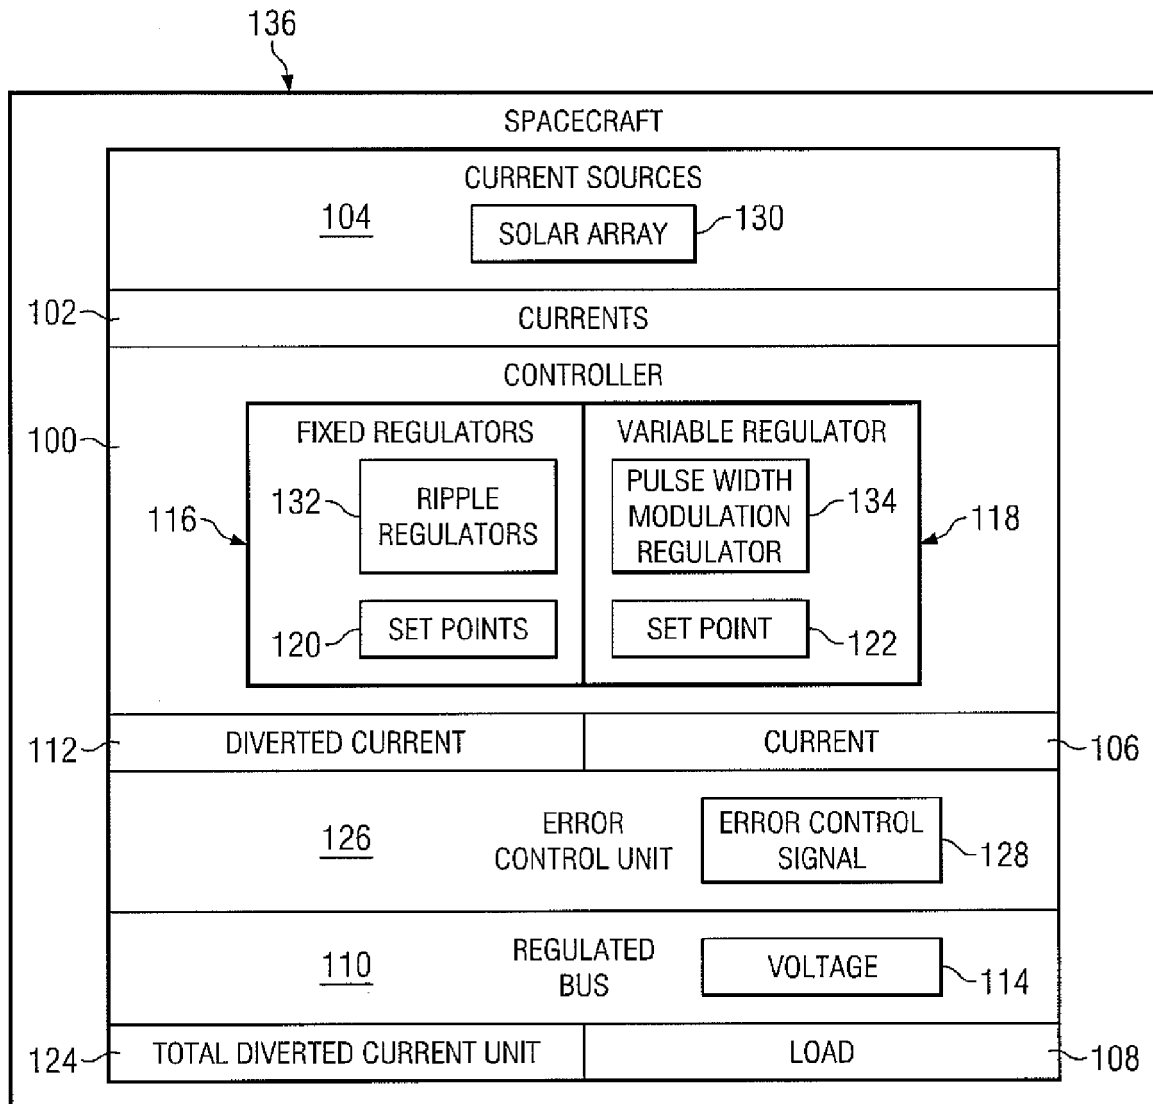 136
SPACECRAFT
CURRENT SOURCES
104
SOLAR ARRAY
130
102
CURRENTS
CONTROLLER
100
FIXED REGULATORS
VARIABLE REGULATOR
116
132
RIPPLE
REGULATORS
PULSE WIDTH
MODULATION
REGULATOR
134
118
120
SET POINTS
SET POINT
122
112
DIVERTED CURRENT
CURRENT
106
126
ERROR
CONTROL UNIT
ERROR CONTROL
SIGNAL
128
110
REGULATED
BUS
VOLTAGE
114
124
TOTAL DIVERTED CURRENT UNIT
LOAD
108